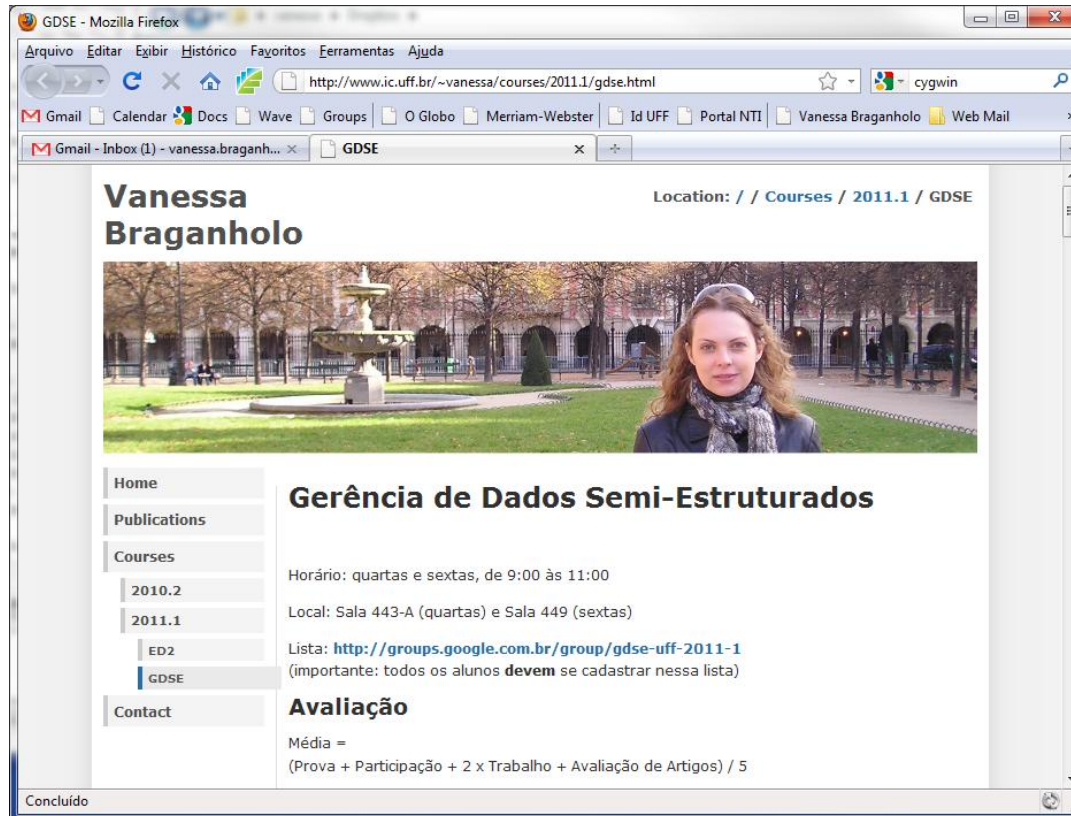 GDSE - Mozilla Firefox
Arquivo Editar Exibir Histórico Favoritos Ferramentas Ajuda
http://www.ic.uff.br/~vanessa/courses/2011.1/gdse.html cygwin
Gmail Calendar Docs Wave Groups O Globo Merriam-Webster Id UFF Portal NTI Vanessa Braganholo Web Mail
Gmail - Inbox (1) - vanessa.braganh... GDSE
Vanessa
Braganholo
Location: / / Courses / 2011.1 / GDSE
Home
Publications
Courses
2010.2
2011.1
ED2
GDSE
Contact
Gerência de Dados Semi-Estruturados
Horário: quartas e sextas, de 9:00 às 11:00
Local: Sala 443-A (quartas) e Sala 449 (sextas)
Lista: http://groups.google.com.br/group/gdse-uff-2011-1
(importante: todos os alunos devem se cadastrar nessa lista)
Avaliação
Média =
(Prova + Participação + 2 x Trabalho + Avaliação de Artigos) / 5
Concluído